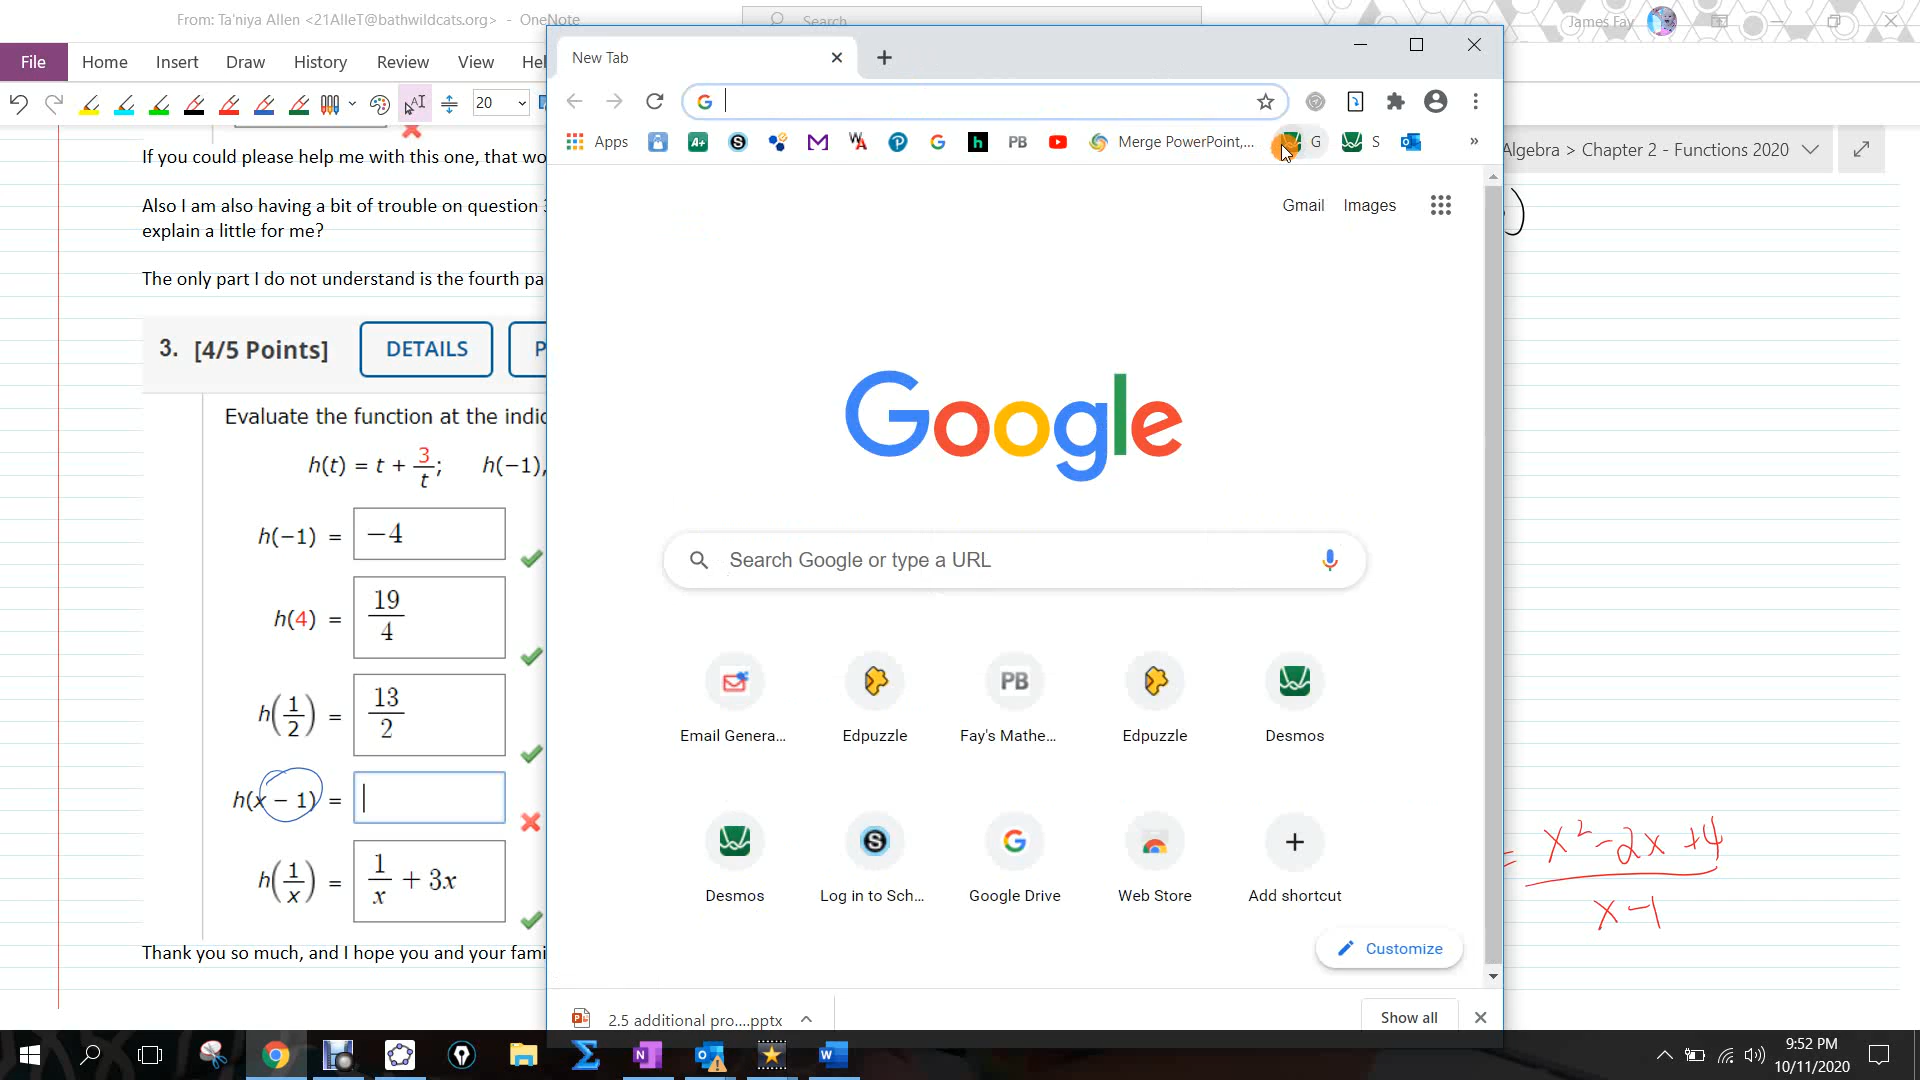 From: Ta'niya Allen <21AlleT@bathwildcats.org> - OneNote
Search
James Fay
File Home Insert Draw History Review View Hel
20
New Tab
Apps
A+
PB
Merge PowerPoint,...
G
S
»
Algebra > Chapter 2 - Functions 2020
If you could please help me with this one, that wo
Also I am also having a bit of trouble on question 3
explain a little for me?
The only part I do not understand is the fourth pa
Gmail Images
3. [4/5 Points] DETAILS P
Google
Evaluate the function at the indic
h(t) = t + 3/t; h(−1),
h(−1) = −4
Search Google or type a URL
h(4) = 19/4
h(1/2) = 13/2
PB
Email Genera... Edpuzzle Fay's Mathe... Edpuzzle Desmos
h(x − 1) =
h(1/x) = 1/x + 3x
Desmos Log in to Sch... Google Drive Web Store Add shortcut
= x² − 2x + 4
x − 1
Customize
Thank you so much, and I hope you and your fami
2.5 additional pro....pptx
Show all
9:52 PM
10/11/2020